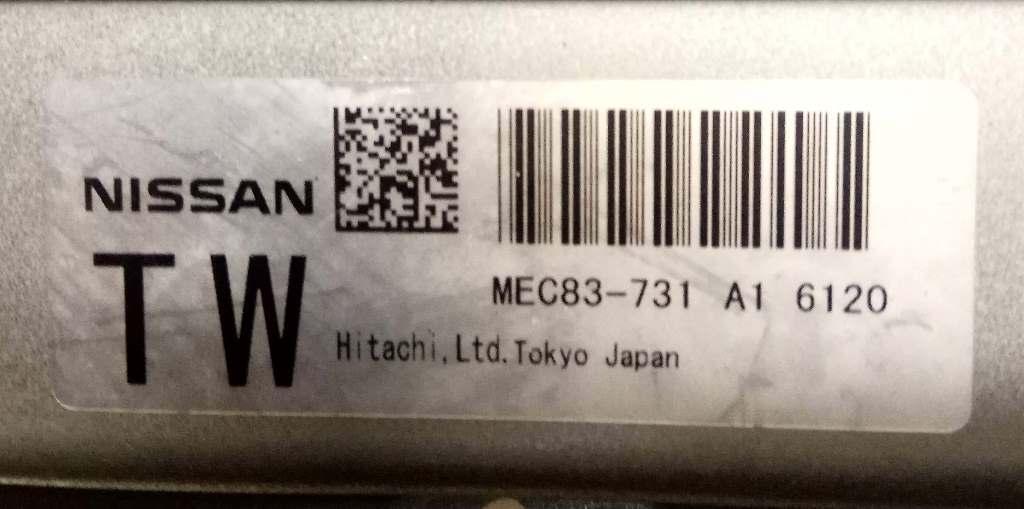 NISSAN
TW
MEC83-731 A1 6120
Hitachi,Ltd.Tokyo Japan